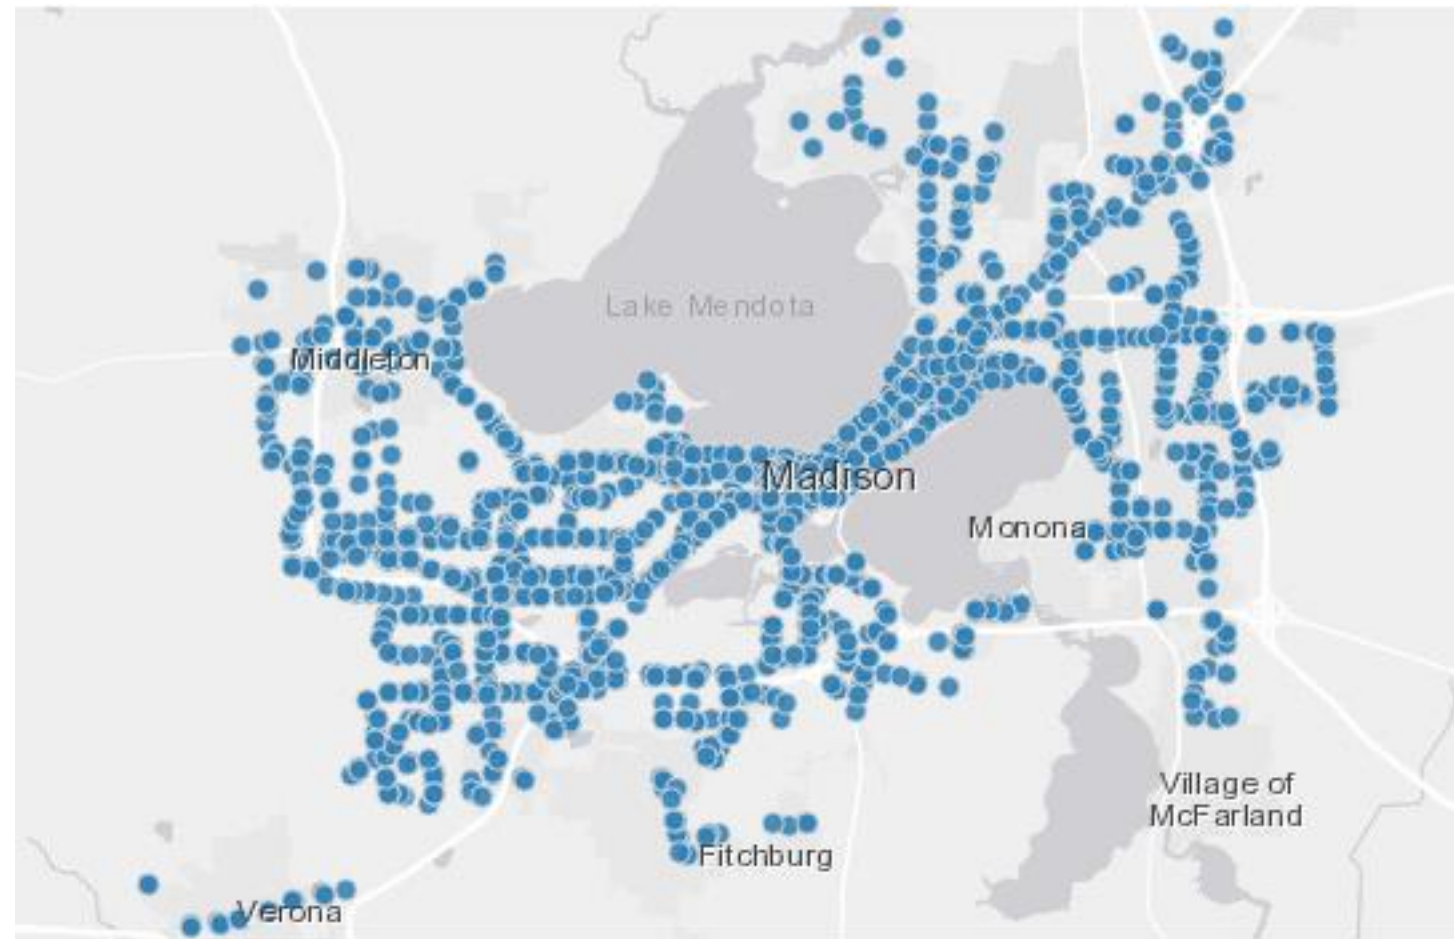 Lake Mendota
Middleton
Madison
Monona
Village of
McFarland
Fitchburg
Verona